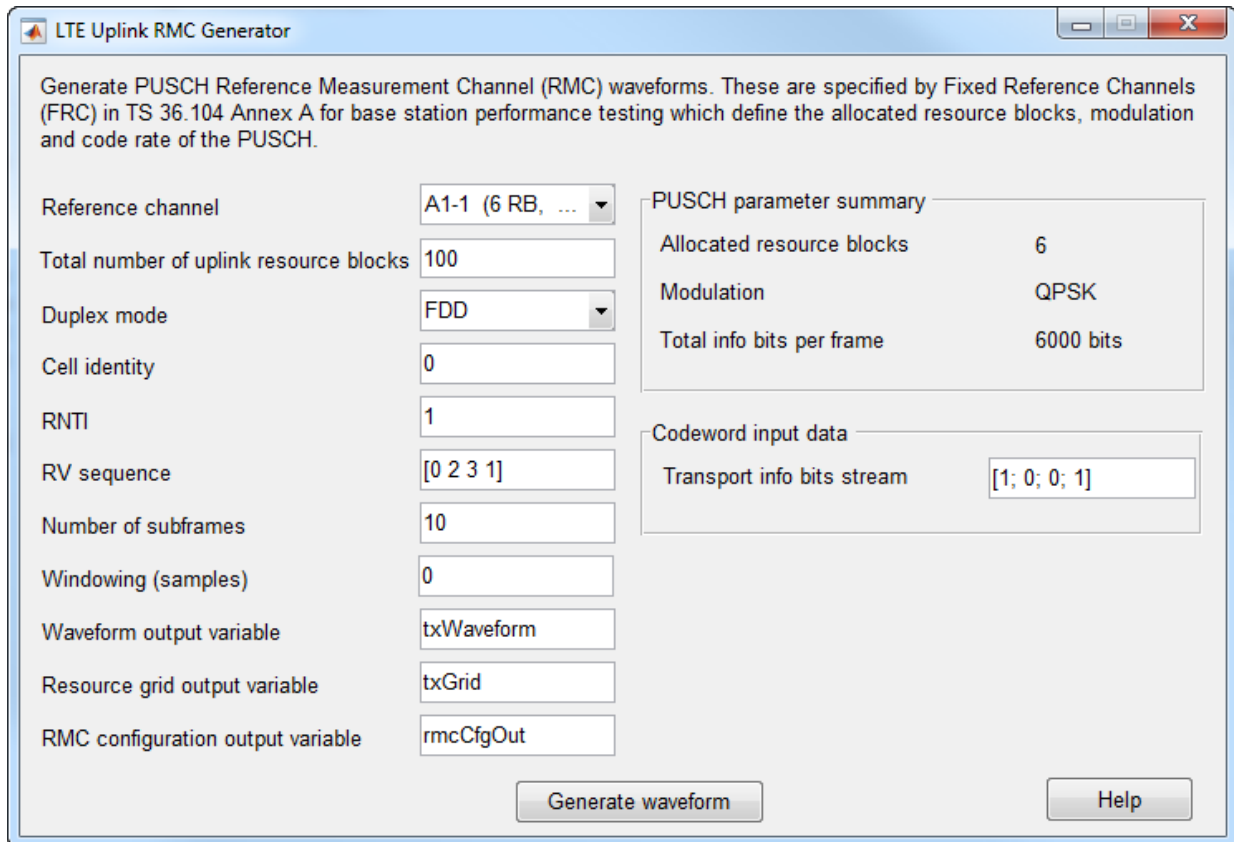 LTE Uplink RMC Generator
Generate PUSCH Reference Measurement Channel (RMC) waveforms. These are specified by Fixed Reference Channels
(FRC) in TS 36.104 Annex A for base station performance testing which define the allocated resource blocks, modulation
and code rate of the PUSCH.
Reference channel A1-1 (6 RB, ...
Total number of uplink resource blocks 100
Duplex mode FDD
Cell identity 0
RNTI 1
RV sequence [0 2 3 1]
Number of subframes 10
Windowing (samples) 0
Waveform output variable txWaveform
Resource grid output variable txGrid
RMC configuration output variable rmcCfgOut
PUSCH parameter summary
Allocated resource blocks 6
Modulation QPSK
Total info bits per frame 6000 bits
Codeword input data
Transport info bits stream [1; 0; 0; 1]
Generate waveform
Help